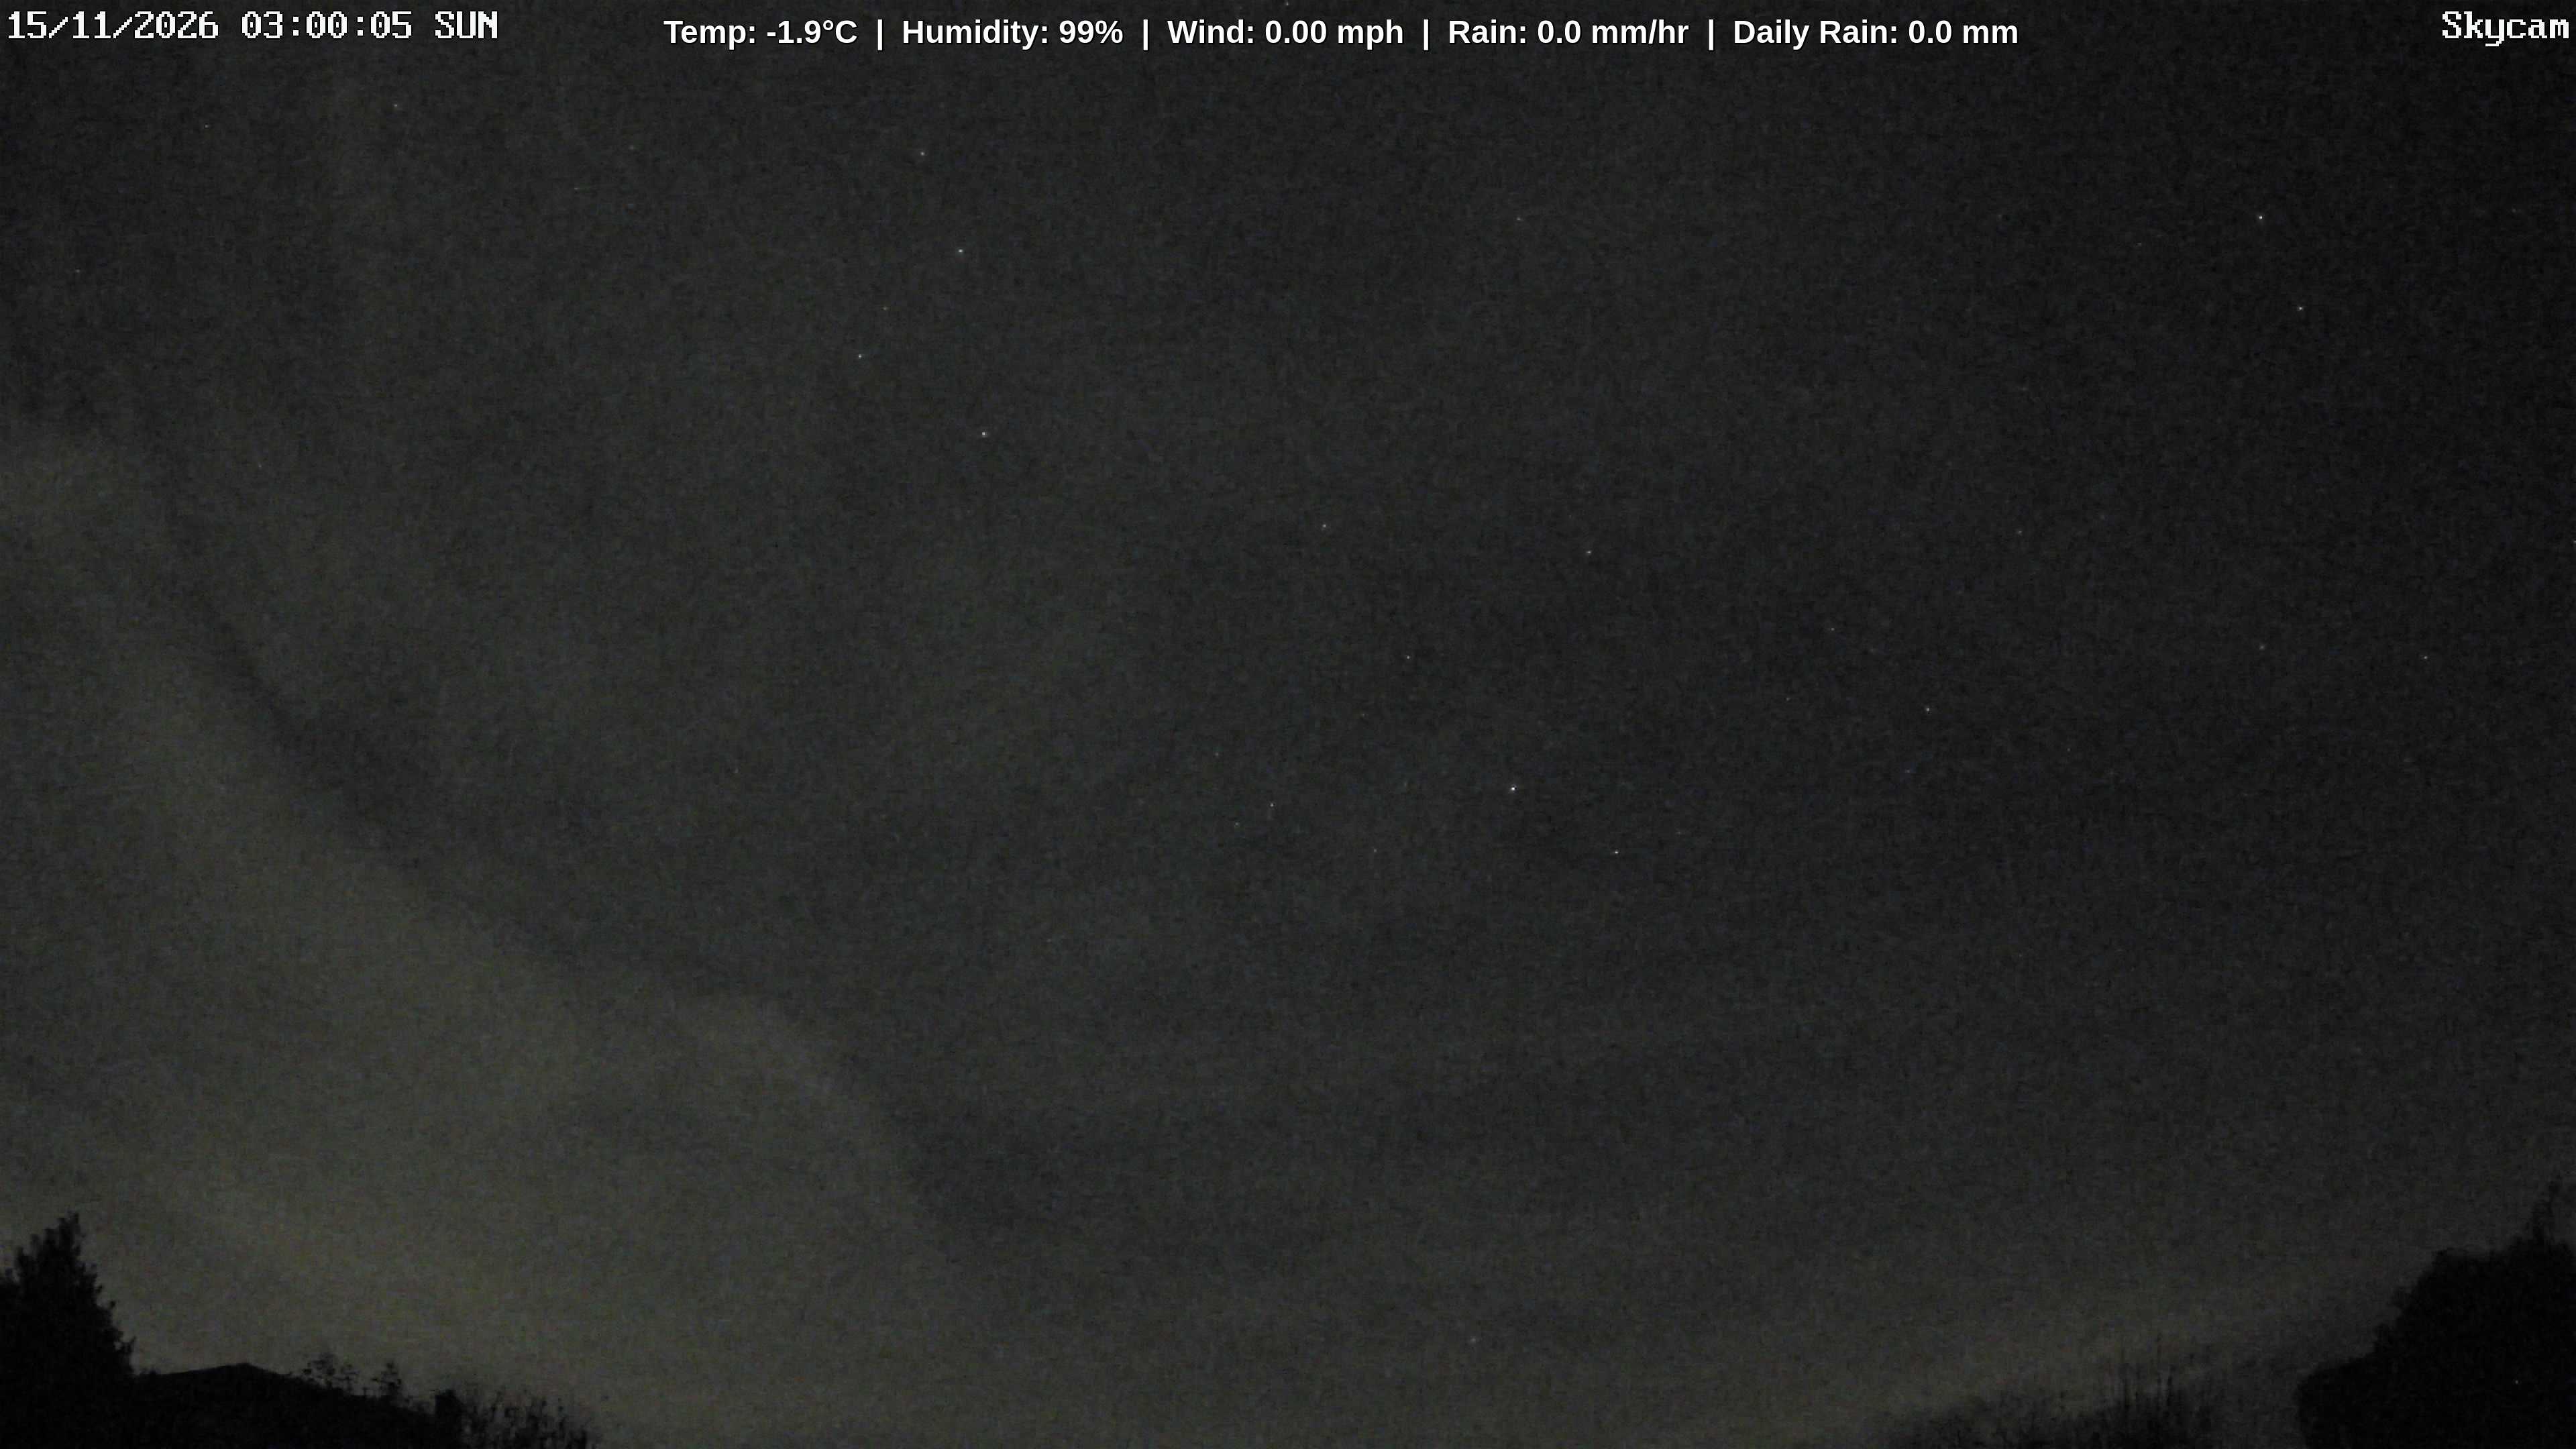 15/11/2026 03:00:05 SUN
Temp: -1.9°C | Humidity: 99% | Wind: 0.00 mph | Rain: 0.0 mm/hr | Daily Rain: 0.0 mm
Skycam